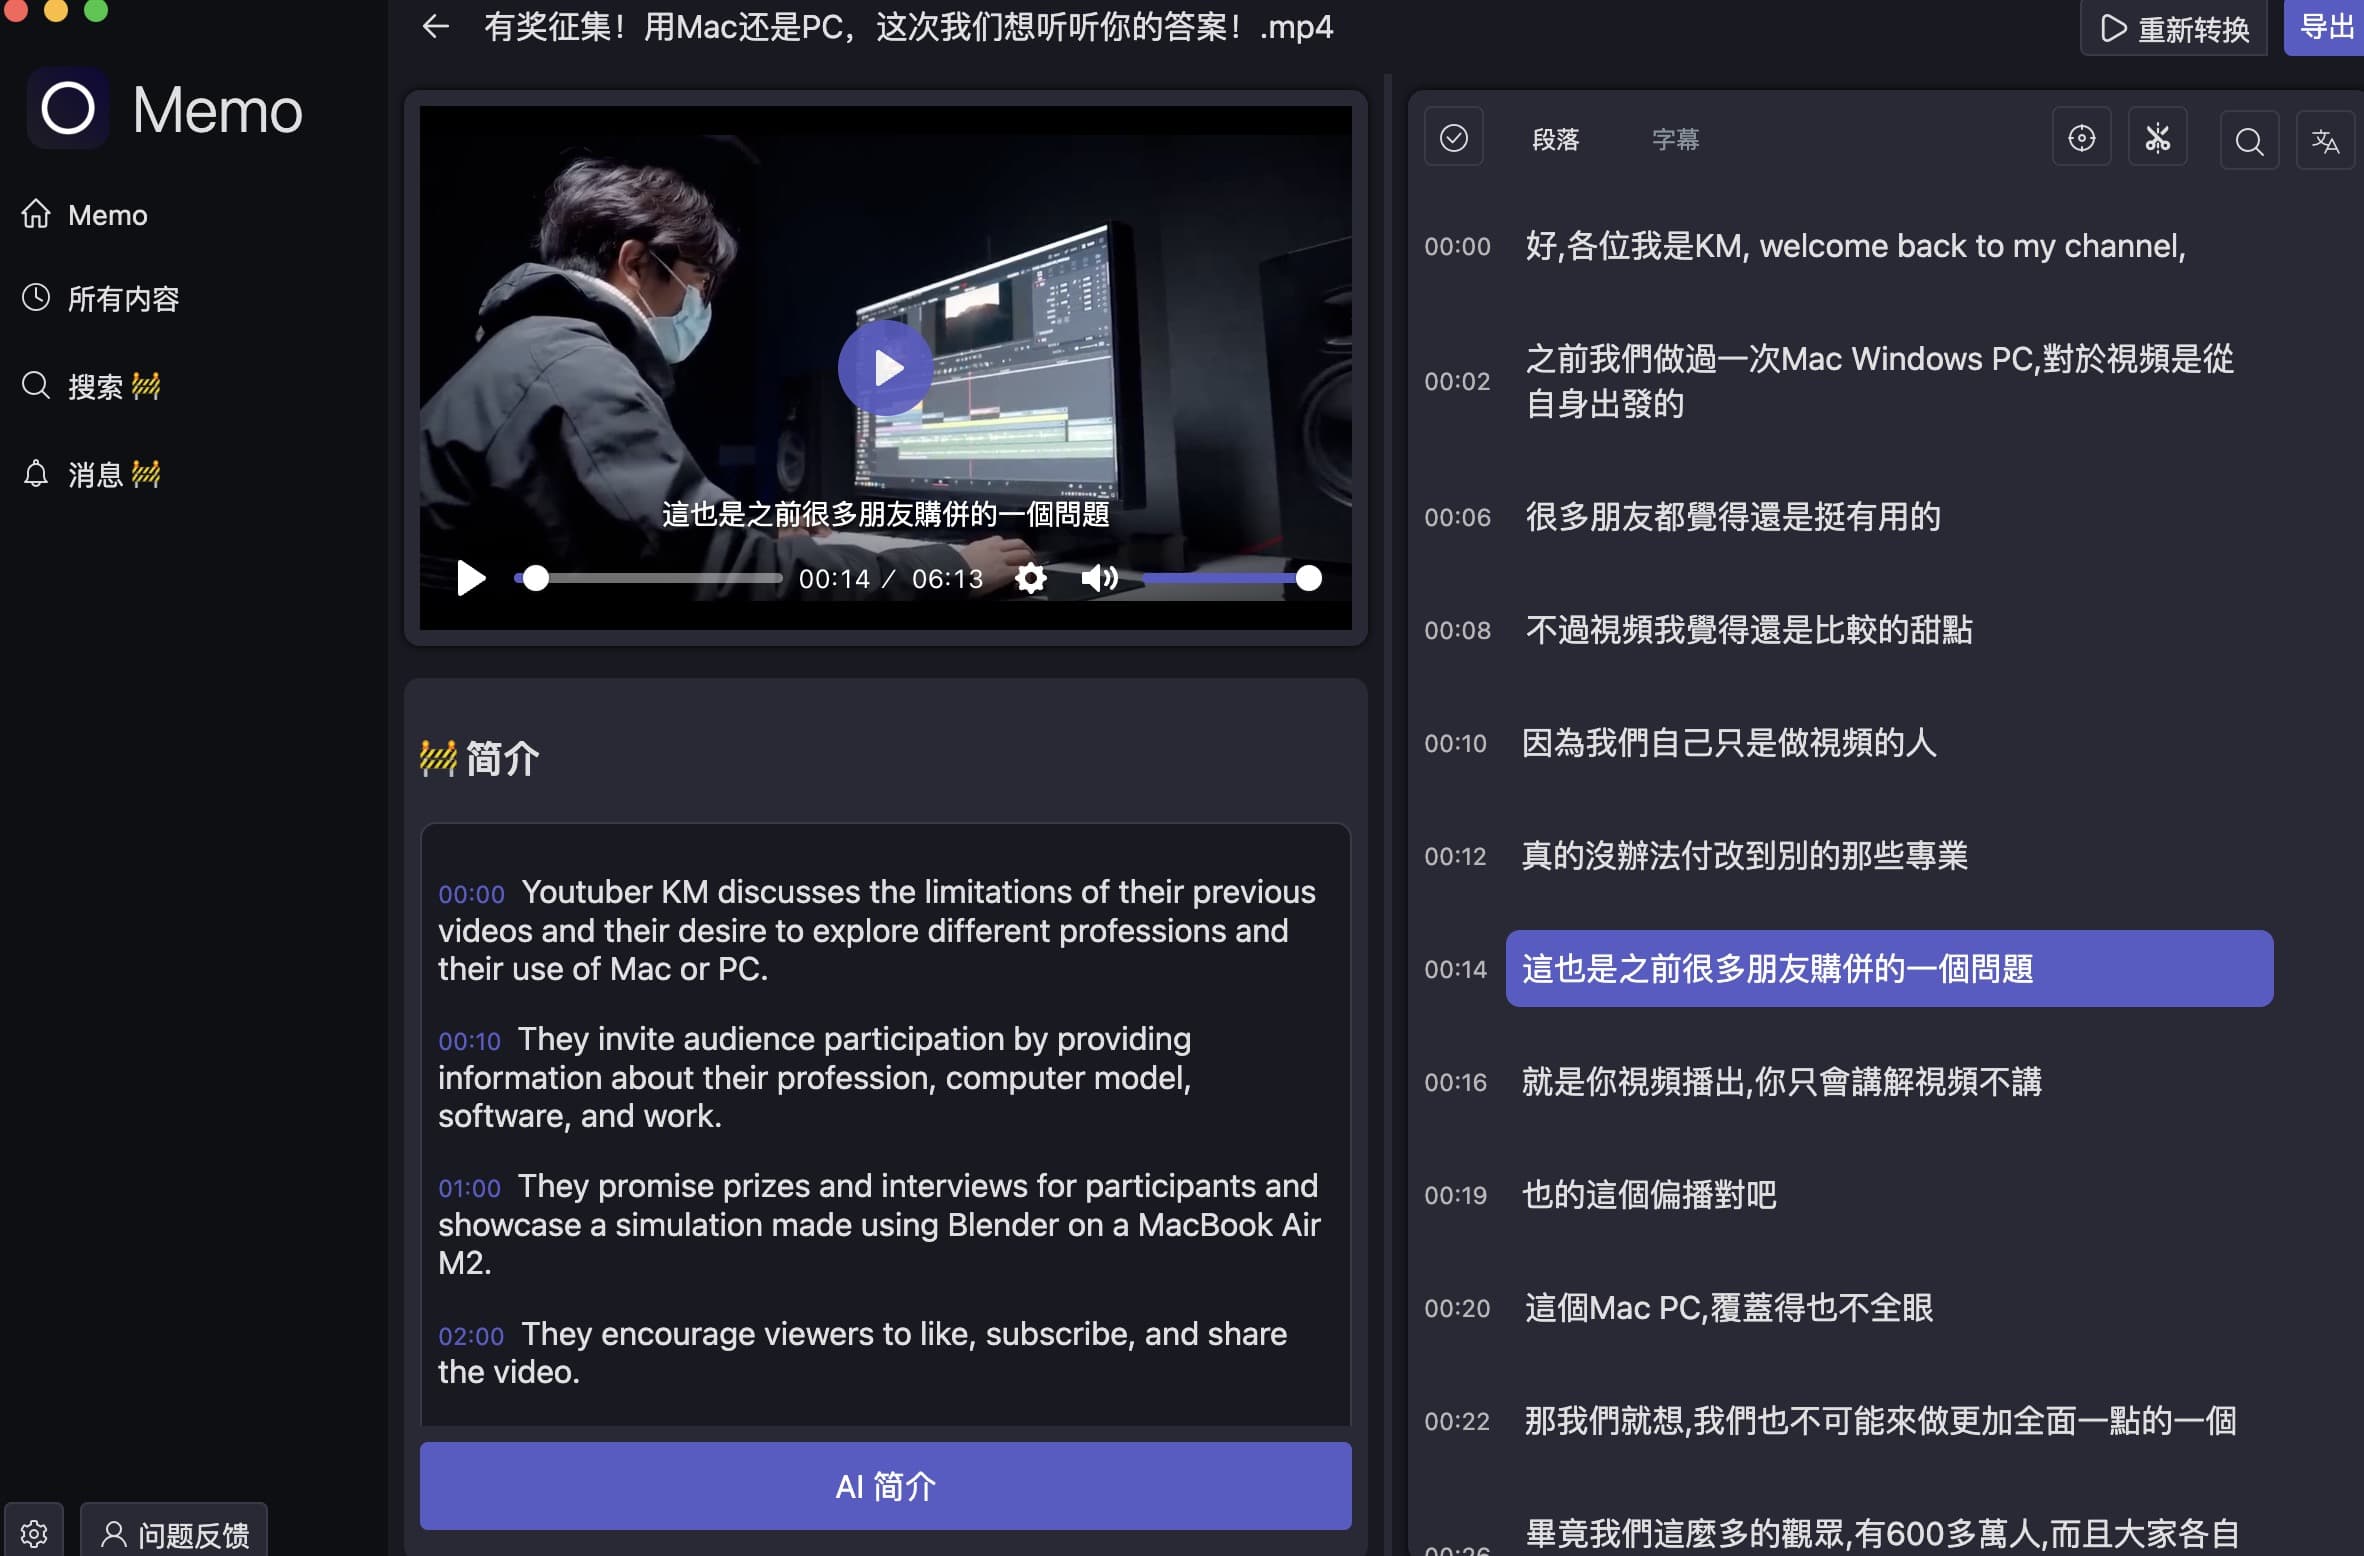 有奖征集！用Mac还是PC，这次我们想听听你的答案！.mp4
重新转换
导出
Memo
Memo
所有内容
搜索
消息
问题反馈
這也是之前很多朋友購併的一個問題
00:14 / 06:13
简介
00:00 Youtuber KM discusses the limitations of their previous
videos and their desire to explore different professions and
their use of Mac or PC.
00:10 They invite audience participation by providing
information about their profession, computer model,
software, and work.
01:00 They promise prizes and interviews for participants and
showcase a simulation made using Blender on a MacBook Air
M2.
02:00 They encourage viewers to like, subscribe, and share
the video.
AI 简介
段落 字幕
00:00 好,各位我是KM, welcome back to my channel,
00:02 之前我們做過一次Mac Windows PC,對於視頻是從
自身出發的
00:06 很多朋友都覺得還是挺有用的
00:08 不過視頻我覺得還是比較的甜點
00:10 因為我們自己只是做視頻的人
00:12 真的沒辦法付改到別的那些專業
00:14 這也是之前很多朋友購併的一個問題
00:16 就是你視頻播出,你只會講解視頻不講
00:19 也的這個偏播對吧
00:20 這個Mac PC,覆蓋得也不全眼
00:22 那我們就想,我們也不可能來做更加全面一點的一個
00:26 畢竟我們這麼多的觀眾,有600多萬人,而且大家各自